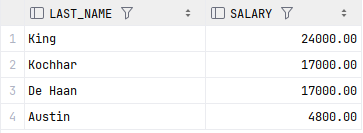 LAST_NAME SALARY
1 King 24000.00
2 Kochhar 17000.00
3 De Haan 17000.00
4 Austin 4800.00